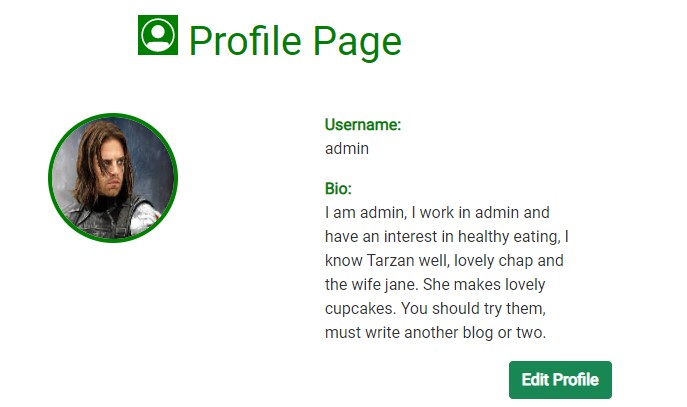 Profile Page
Username:
admin
Bio:
I am admin, I work in admin and
have an interest in healthy eating, I
know Tarzan well, lovely chap and
the wife jane. She makes lovely
cupcakes. You should try them,
must write another blog or two.
Edit Profile